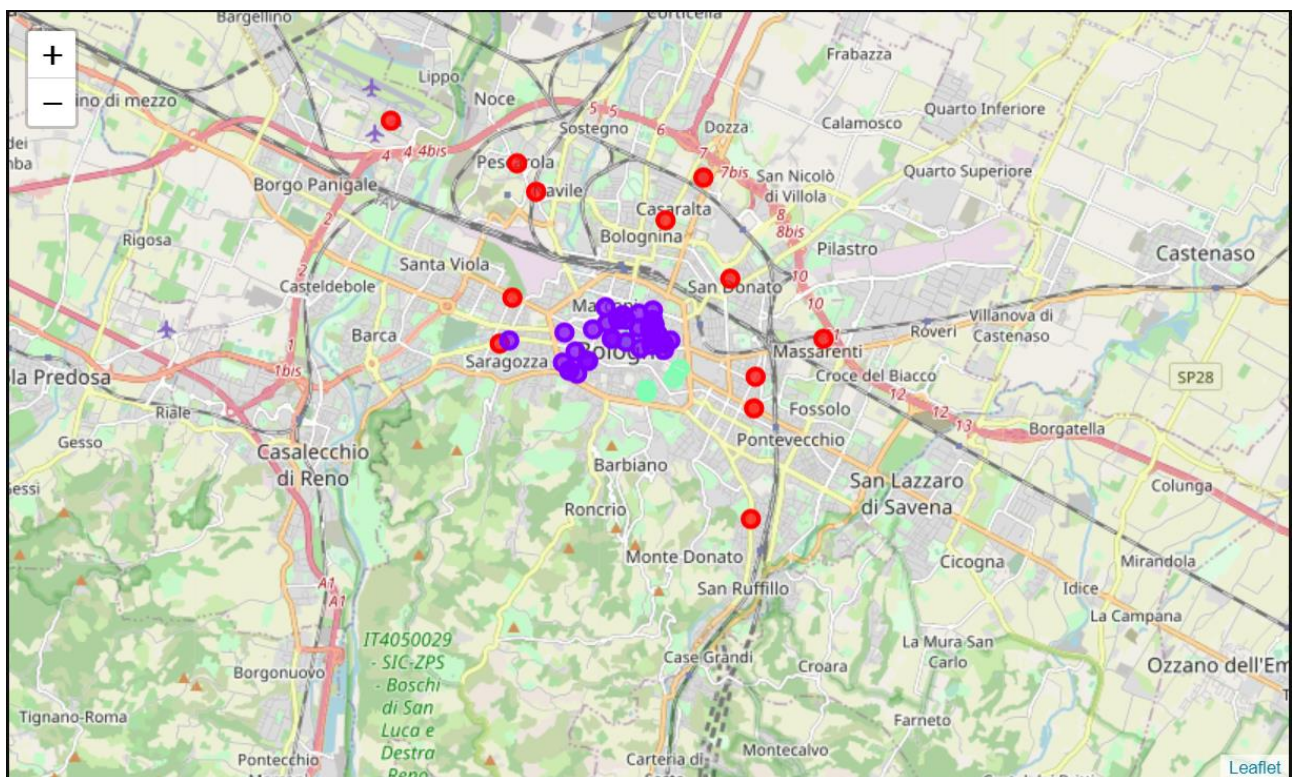 Bargellino
Corticella
+
Lippo
Frabazza
−
ino di mezzo
Noce
5 5
Quarto Inferiore
Sostegno
6
Dozza
Calamosco
dei
mba
4
4 4bis
7
7bis
Borgo Panigale
San Nicolò
di Villola
Quarto Superiore
FAV
2
Casaralta
8
8bis
Rigosa
Bolognina
Pilastro
Castenaso
Santa Viola
2
Casteldebole
San Donato
10
10
Villanova di
Castenaso
Barca
Roveri
1
Saragozza
Massarenti
1bis
la Predosa
Croce del Biacco
SP28
Riale
12
12
13
Fossolo
Borgatella
Gesso
Pontevecchio
Casalecchio
di Reno
Barbiano
San Lazzaro
di Savena
Colunga
Roncrio
Monte Donato
Cicogna
Mirandola
A1
A1
San Ruffillo
Idice
La Campana
IT4050029
- SIC-ZPS
- Boschi
di San
Luca e
Destra
Reno
La Mura San
Carlo
Case Grandi
Croara
Ozzano dell'Em
Borgonuovo
Tignano-Roma
Farneto
Montecalvo
Pontecchio
Carteria di
Leaflet